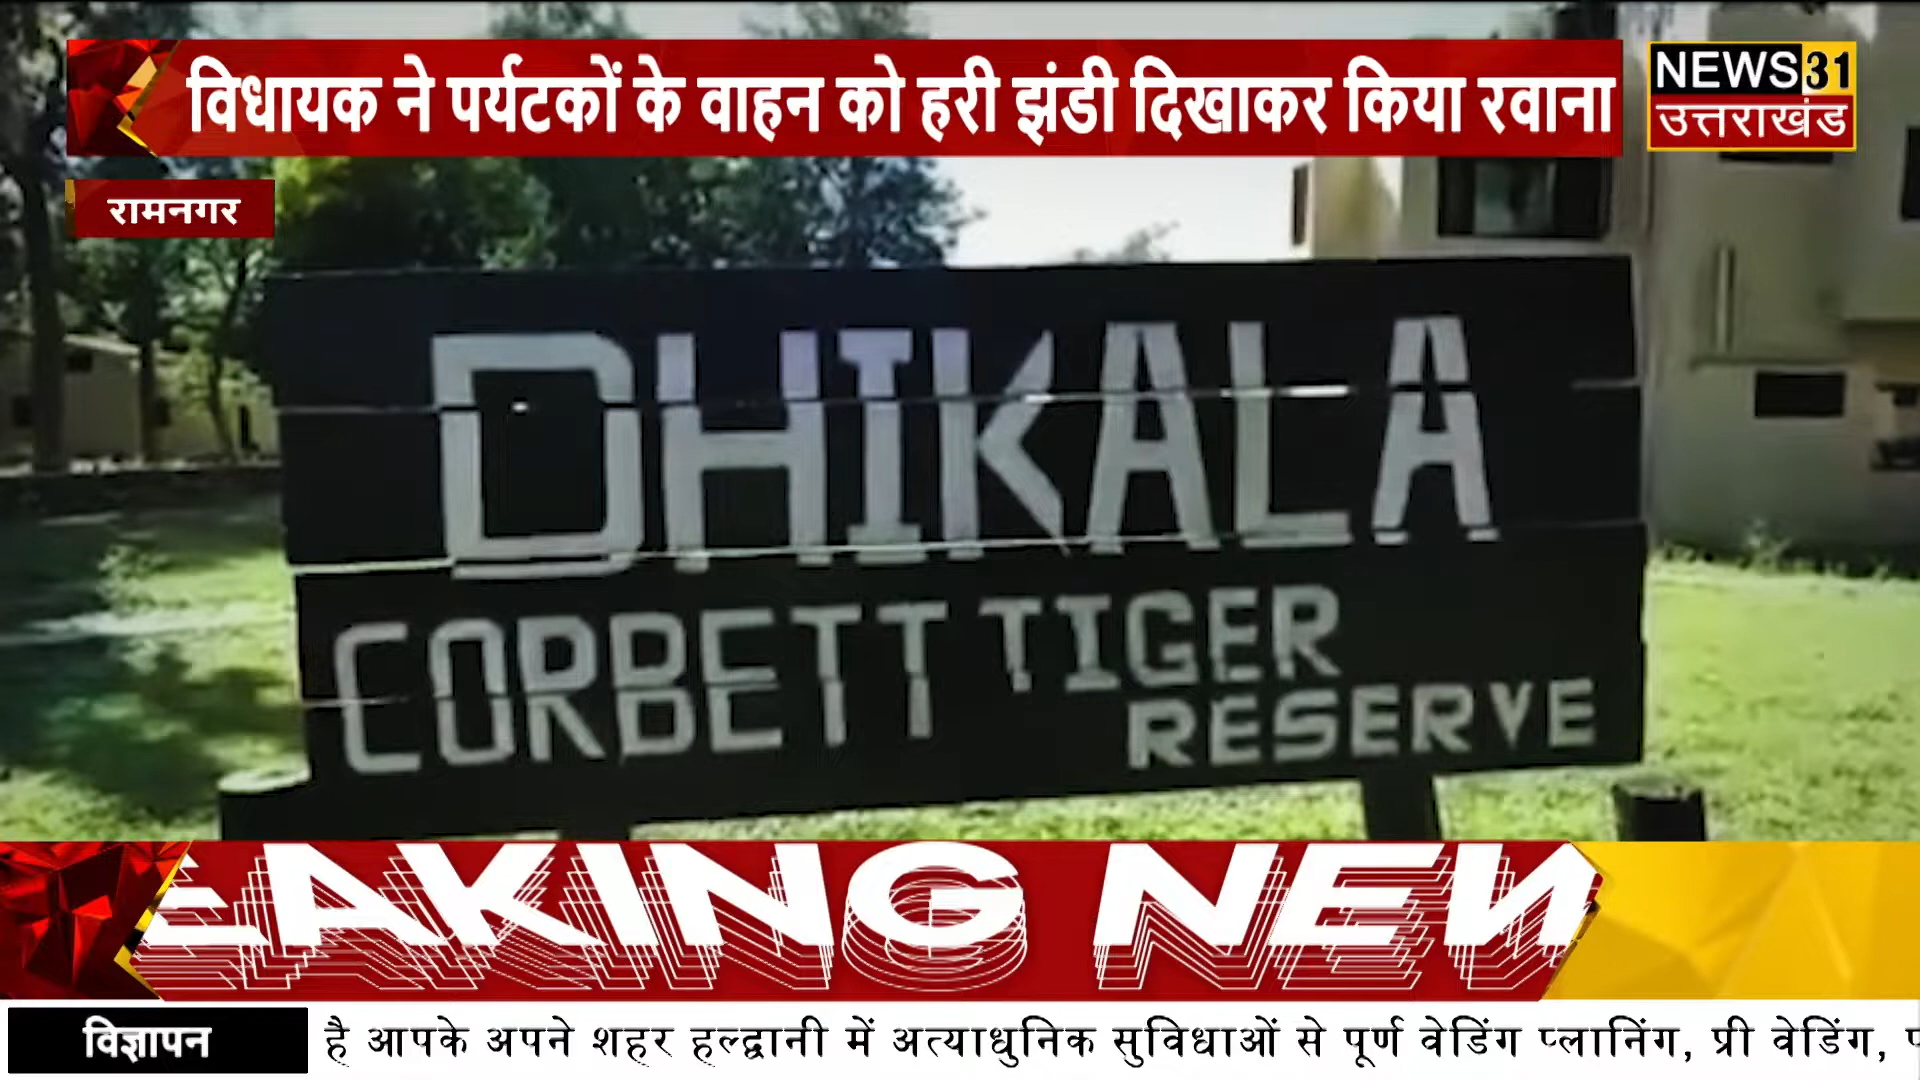 विधायक ने पर्यटकों के वाहन को हरी झंडी दिखाकर किया रवाना
NEWS31
उत्तराखंड
रामनगर
DHIKALA
CORBETT TIGER
RESERVE
EAKING NEW
विज्ञापन
है आपके अपने शहर हल्द्वानी में अत्याधुनिक सुविधाओं से पूर्ण वेडिंग प्लानिंग, प्री वेडिंग,